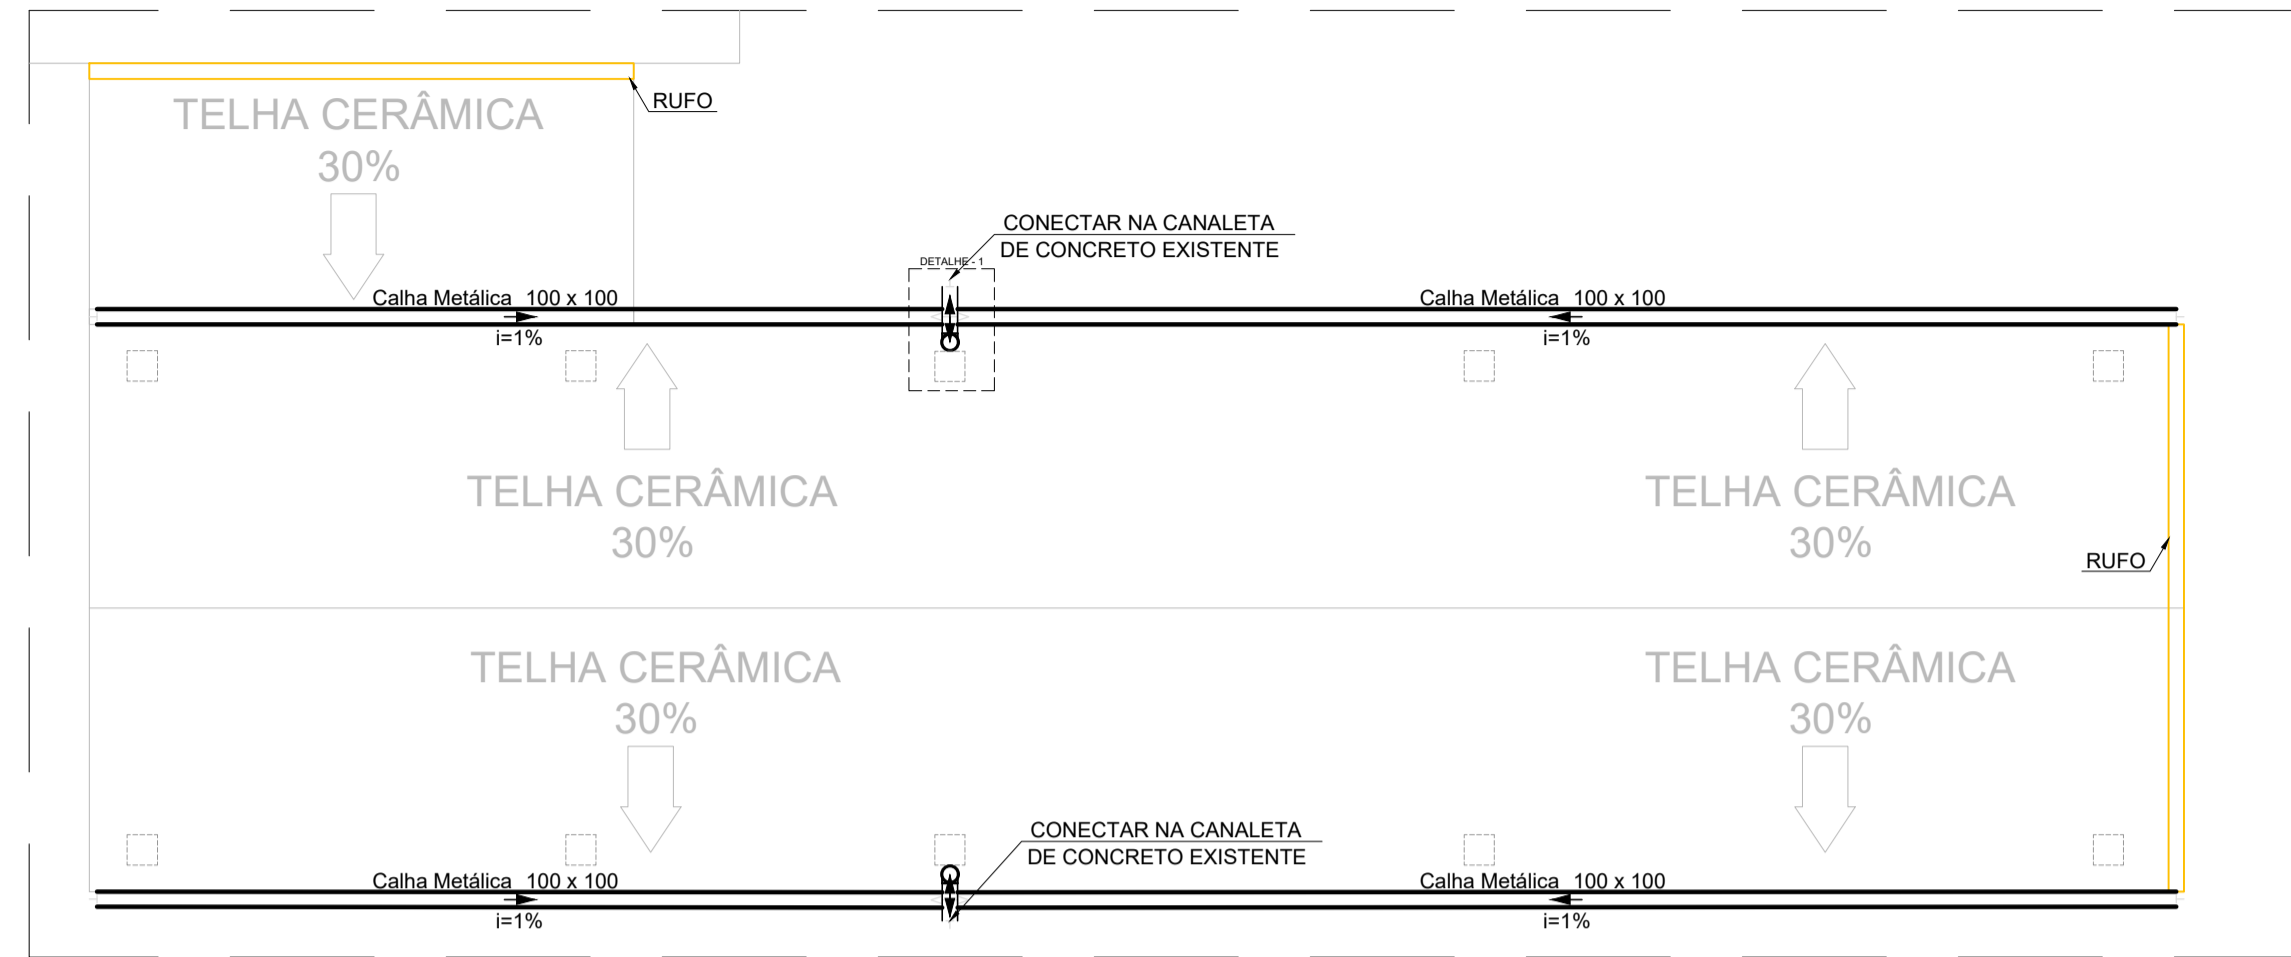 TELHA CERÂMICA
30%
RUFO
CONECTAR NA CANALETA
DE CONCRETO EXISTENTE
DETALHE - 1
Calha Metálica 100 x 100
i=1%
Calha Metálica 100 x 100
i=1%
TELHA CERÂMICA
30%
TELHA CERÂMICA
30%
RUFO
TELHA CERÂMICA
30%
TELHA CERÂMICA
30%
CONECTAR NA CANALETA
DE CONCRETO EXISTENTE
Calha Metálica 100 x 100
i=1%
Calha Metálica 100 x 100
i=1%